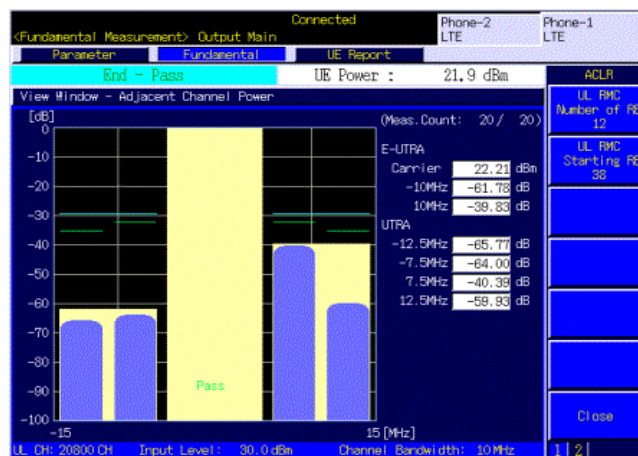 Connected
Phone-2
LTE
Phone-1
LTE
<Fundamental Measurement> Output Main
Parameter
Fundamental
UE Report
End - Pass
UE Power : 21.9 dBm
ACLR
View Window - Adjacent Channel Power
UL RMC
Number of RB
12
UL RMC
Starting RB
38
Close
1 2
[dB]
(Meas.Count: 20/ 20)
0
-10
-20
-30
-40
-50
-60
-70
-80
-90
-100
-15
15 [MHz]
Pass
E-UTRA
Carrier 22.21 dBm
-10MHz -61.78 dB
10MHz -39.83 dB
UTRA
-12.5MHz -65.77 dB
-7.5MHz -64.00 dB
7.5MHz -40.39 dB
12.5MHz -59.93 dB
UL CH: 20800 CH Input Level: 30.0 dBm Channel Bandwidth: 10 MHz